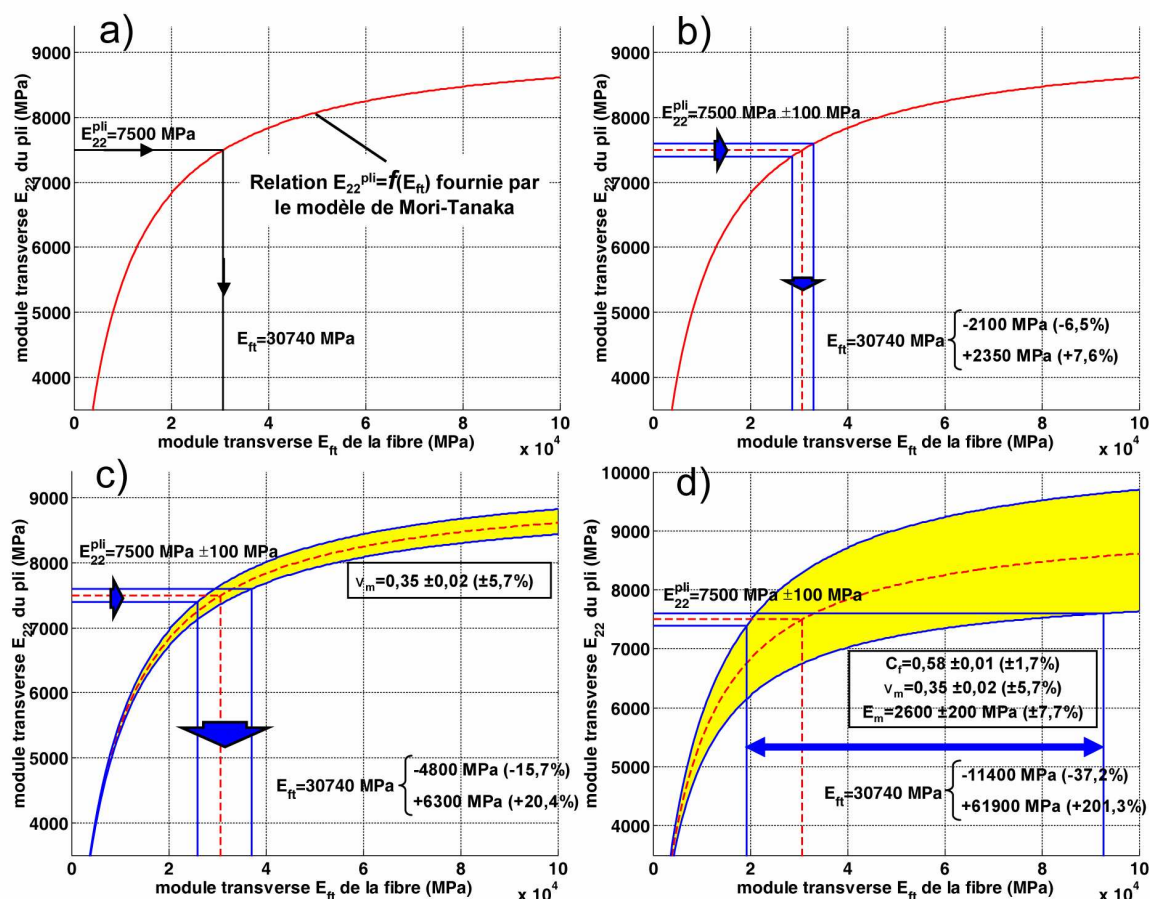 a)
module transverse E22 du pli (MPa)
9000
8000
7000
6000
5000
4000
E22^pli=7500 MPa
Relation E22^pli=f(Eft) fournie par
le modèle de Mori-Tanaka
Eft=30740 MPa
0 2 4 6 8 10
module transverse Eft de la fibre (MPa)
x 10^4
b)
module transverse E22 du pli (MPa)
9000
8000
7000
6000
5000
4000
E22^pli=7500 MPa ±100 MPa
Eft=30740 MPa
-2100 MPa (-6,5%)
+2350 MPa (+7,6%)
0 2 4 6 8 10
module transverse Eft de la fibre (MPa)
x 10^4
c)
module transverse E22 du pli (MPa)
9000
8000
7000
6000
5000
4000
E22^pli=7500 MPa ±100 MPa
νm=0,35 ±0,02 (±5,7%)
Eft=30740 MPa
-4800 MPa (-15,7%)
+6300 MPa (+20,4%)
0 2 4 6 8 10
module transverse Eft de la fibre (MPa)
x 10^4
d)
module transverse E22 du pli (MPa)
10000
9000
8000
7000
6000
5000
4000
E22^pli=7500 MPa ±100 MPa
Cf=0,58 ±0,01 (±1,7%)
νm=0,35 ±0,02 (±5,7%)
Em=2600 ±200 MPa (±7,7%)
Eft=30740 MPa
-11400 MPa (-37,2%)
+61900 MPa (+201,3%)
0 2 4 6 8 10
module transverse Eft de la fibre (MPa)
x 10^4